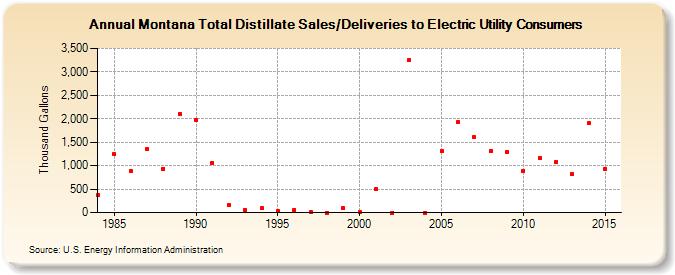 Annual Montana Total Distillate Sales/Deliveries to Electric Utility Consumers
Thousand Gallons
3,500
3,000
2,500
2,000
1,500
1,000
500
0
1985 1990 1995 2000 2005 2010 2015
Source: U.S. Energy Information Administration